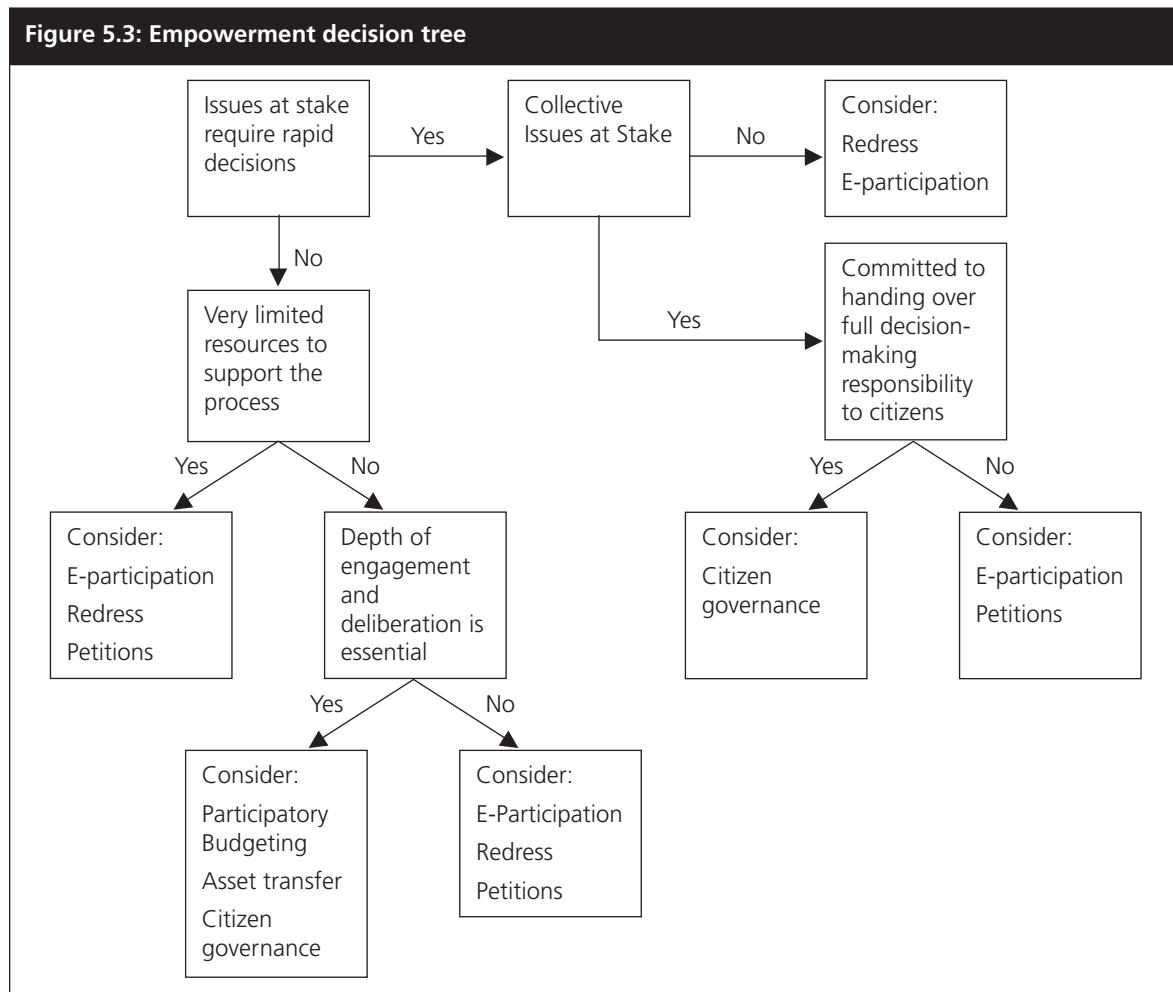 Figure 5.3: Empowerment decision tree
Issues at stake
require rapid
decisions
Yes
Collective
Issues at Stake
No
Consider:
Redress
E-participation
No
Yes
Committed to
handing over
full decision-
making
responsibility
to citizens
Very limited
resources to
support the
process
Yes
No
Yes
No
Consider:
E-participation
Redress
Petitions
Depth of
engagement
and
deliberation is
essential
Consider:
Citizen
governance
Consider:
E-participation
Petitions
Yes
No
Consider:
Participatory
Budgeting
Asset transfer
Citizen
governance
Consider:
E-Participation
Redress
Petitions